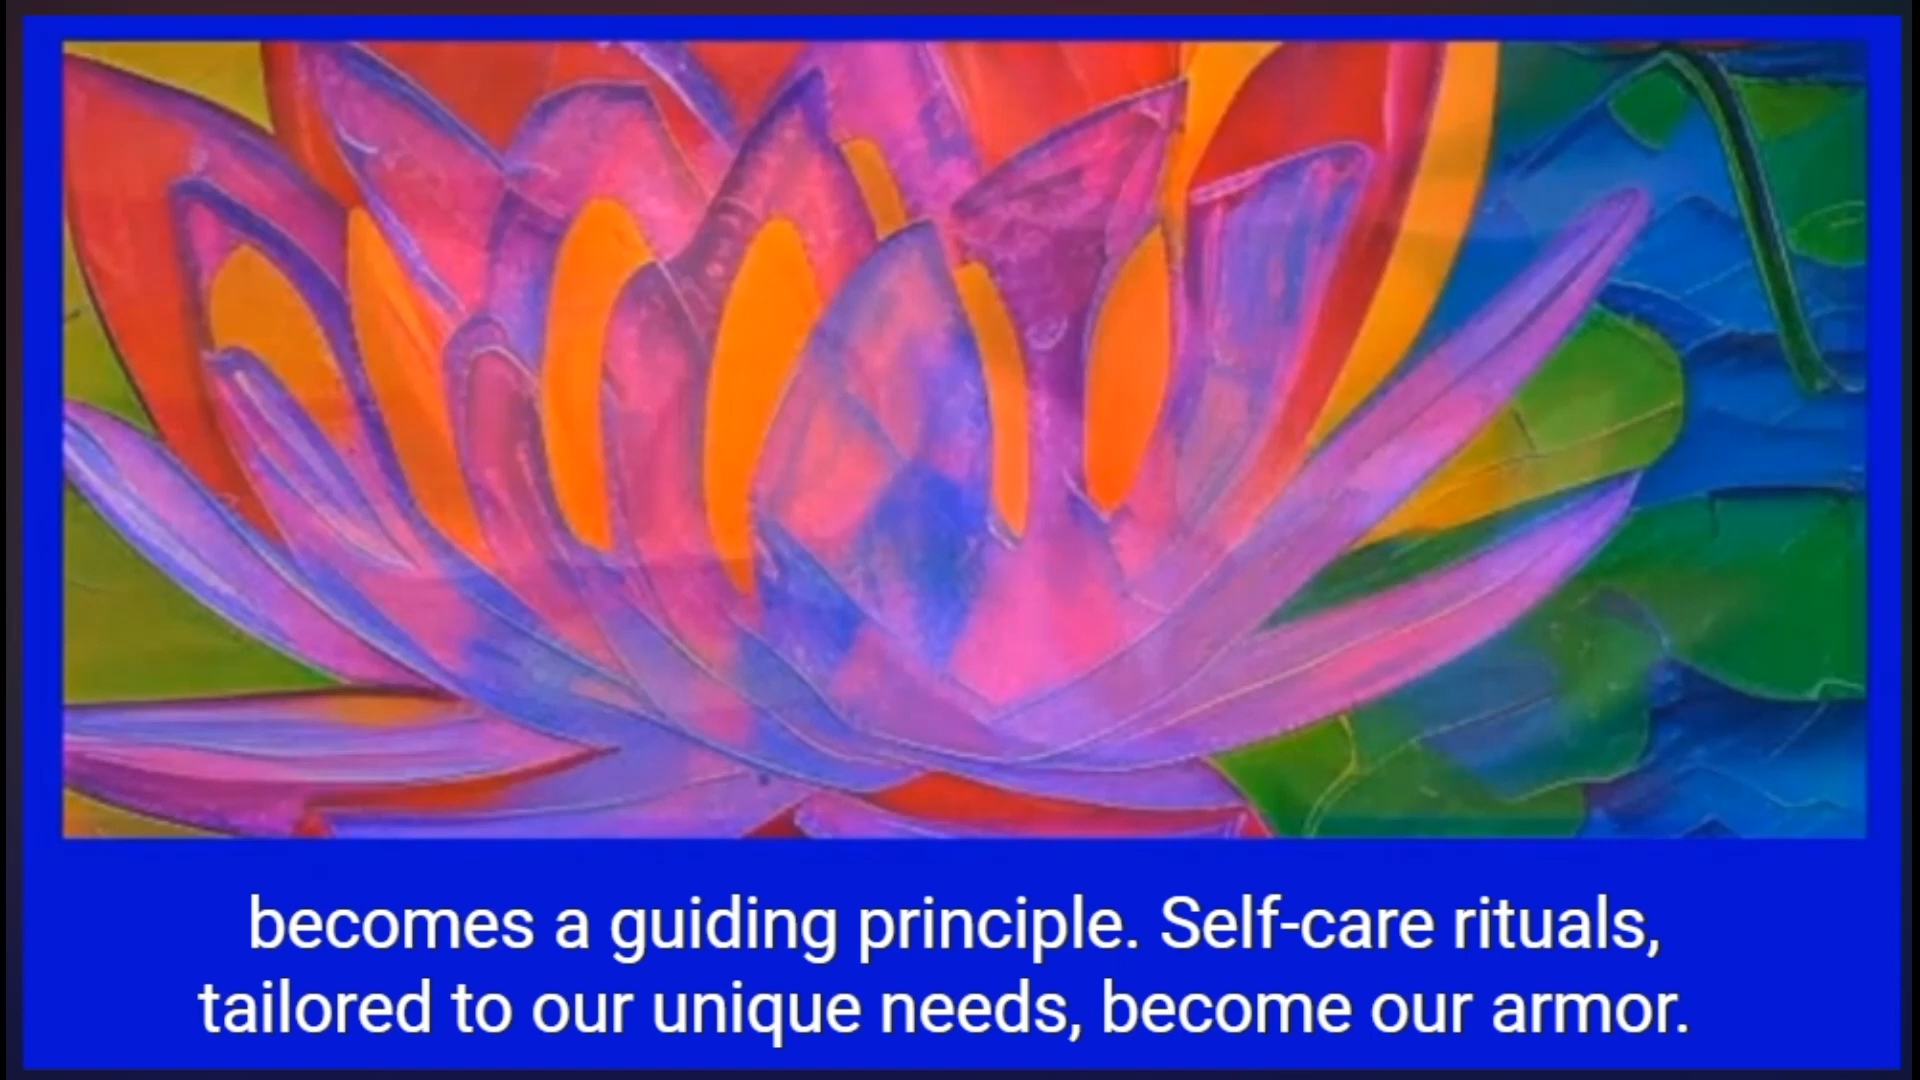 becomes a guiding principle. Self-care rituals,
tailored to our unique needs, become our armor.